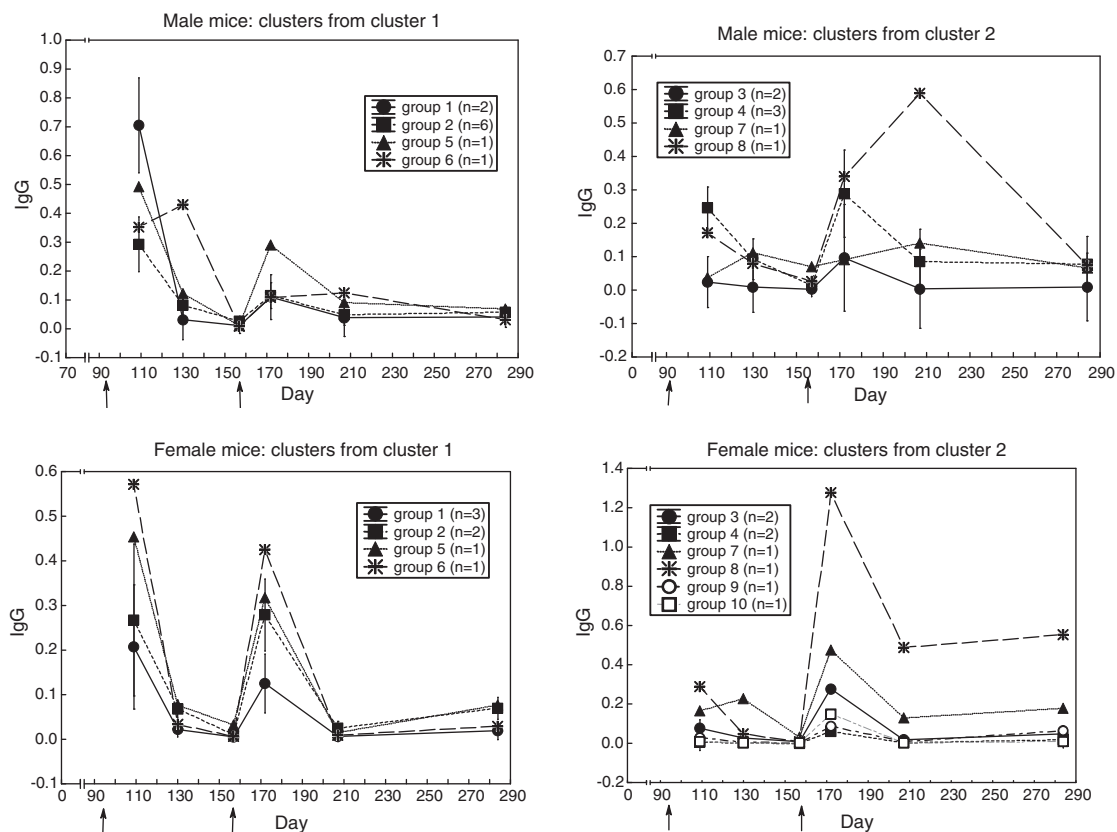 Male mice: clusters from cluster 1
1.0
0.9
0.8
0.7
0.6
0.5
0.4
0.3
0.2
0.1
0.0
-0.1
IgG
group 1 (n=2)
group 2 (n=6)
group 5 (n=1)
group 6 (n=1)
70 90 110 130 150 170 190 210 230 250 270 290
Day
Male mice: clusters from cluster 2
0.7
0.6
0.5
0.4
0.3
0.2
0.1
0.0
-0.1
-0.2
IgG
group 3 (n=2)
group 4 (n=3)
group 7 (n=1)
group 8 (n=1)
0 90 110 130 150 170 190 210 230 250 270 290
Day
Female mice: clusters from cluster 1
0.6
0.5
0.4
0.3
0.2
0.1
0.0
-0.1
IgG
group 1 (n=3)
group 2 (n=2)
group 5 (n=1)
group 6 (n=1)
0 90 110 130 150 170 190 210 230 250 270 290
Day
Female mice: clusters from cluster 2
1.4
1.2
1.0
0.8
0.6
0.4
0.2
0.0
-0.2
IgG
group 3 (n=2)
group 4 (n=2)
group 7 (n=1)
group 8 (n=1)
group 9 (n=1)
group 10 (n=1)
0 90 110 130 150 170 190 210 230 250 270 290
Day